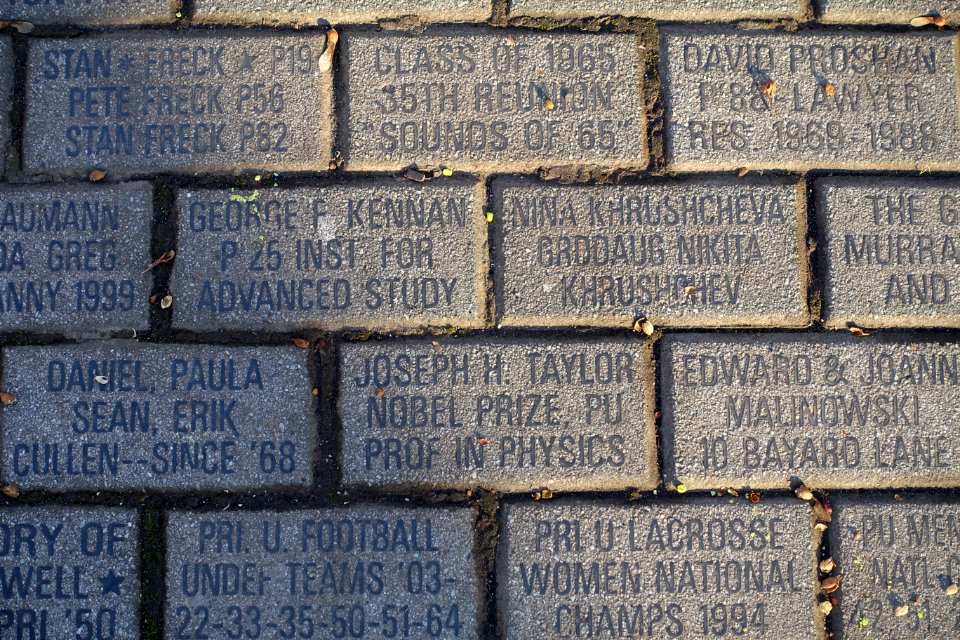 STAN ★ FRECK ★ P19
PETE FRECK P56
STAN FRECK P82
CLASS OF 1965
35TH REUNION
"SOUNDS OF 65"
DAVID PROSHAN
P'88 LAWYER
RES. 1969-1988
AUMANN
DA GREG
ANNY 1999
GEORGE F. KENNAN
P'25 INST FOR
ADVANCED STUDY
NINA KHRUSHCHEVA
GRDDAUG NIKITA
KHRUSHCHEV
THE G
MURRA
AND
DANIEL, PAULA
SEAN, ERIK
CULLEN--SINCE '68
JOSEPH H. TAYLOR
NOBEL PRIZE, PU
PROF IN PHYSICS
EDWARD & JOANN
MALINOWSKI
10 BAYARD LANE
ORY OF
WELL ★
PRI '50
PRI. U. FOOTBALL
UNDEF TEAMS '03-
22-33-35-50-51-64
PRI U LACROSSE
WOMEN NATIONAL
CHAMPS 1994
PU MEN
NATL C